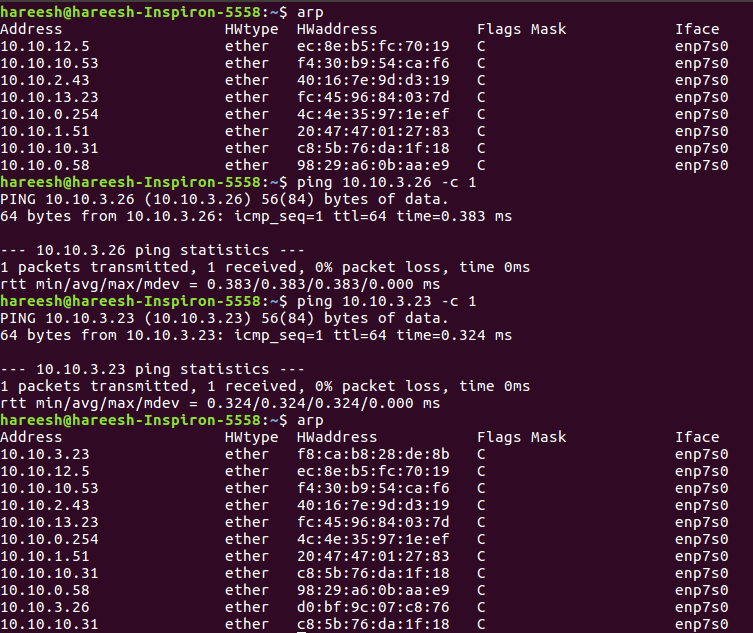 hareesh@hareesh-Inspiron-5558:~$ arp
Address                  HWtype  HWaddress           Flags Mask            Iface
10.10.12.5               ether   ec:8e:b5:fc:70:19   C                     enp7s0
10.10.10.53              ether   f4:30:b9:54:ca:f6   C                     enp7s0
10.10.2.43               ether   40:16:7e:9d:d3:19   C                     enp7s0
10.10.13.23              ether   fc:45:96:84:03:7d   C                     enp7s0
10.10.0.254              ether   4c:4e:35:97:1e:ef   C                     enp7s0
10.10.1.51               ether   20:47:47:01:27:83   C                     enp7s0
10.10.10.31              ether   c8:5b:76:da:1f:18   C                     enp7s0
10.10.0.58               ether   98:29:a6:0b:aa:e9   C                     enp7s0
hareesh@hareesh-Inspiron-5558:~$ ping 10.10.3.26 -c 1
PING 10.10.3.26 (10.10.3.26) 56(84) bytes of data.
64 bytes from 10.10.3.26: icmp_seq=1 ttl=64 time=0.383 ms

--- 10.10.3.26 ping statistics ---
1 packets transmitted, 1 received, 0% packet loss, time 0ms
rtt min/avg/max/mdev = 0.383/0.383/0.383/0.000 ms
hareesh@hareesh-Inspiron-5558:~$ ping 10.10.3.23 -c 1
PING 10.10.3.23 (10.10.3.23) 56(84) bytes of data.
64 bytes from 10.10.3.23: icmp_seq=1 ttl=64 time=0.324 ms

--- 10.10.3.23 ping statistics ---
1 packets transmitted, 1 received, 0% packet loss, time 0ms
rtt min/avg/max/mdev = 0.324/0.324/0.324/0.000 ms
hareesh@hareesh-Inspiron-5558:~$ arp
Address                  HWtype  HWaddress           Flags Mask            Iface
10.10.3.23               ether   f8:ca:b8:28:de:8b   C                     enp7s0
10.10.12.5               ether   ec:8e:b5:fc:70:19   C                     enp7s0
10.10.10.53              ether   f4:30:b9:54:ca:f6   C                     enp7s0
10.10.2.43               ether   40:16:7e:9d:d3:19   C                     enp7s0
10.10.13.23              ether   fc:45:96:84:03:7d   C                     enp7s0
10.10.0.254              ether   4c:4e:35:97:1e:ef   C                     enp7s0
10.10.1.51               ether   20:47:47:01:27:83   C                     enp7s0
10.10.10.31              ether   c8:5b:76:da:1f:18   C                     enp7s0
10.10.0.58               ether   98:29:a6:0b:aa:e9   C                     enp7s0
10.10.3.26               ether   d0:bf:9c:07:c8:76   C                     enp7s0
10.10.10.31              ether   c8:5b:76:da:1f:18   C                     enp7s0